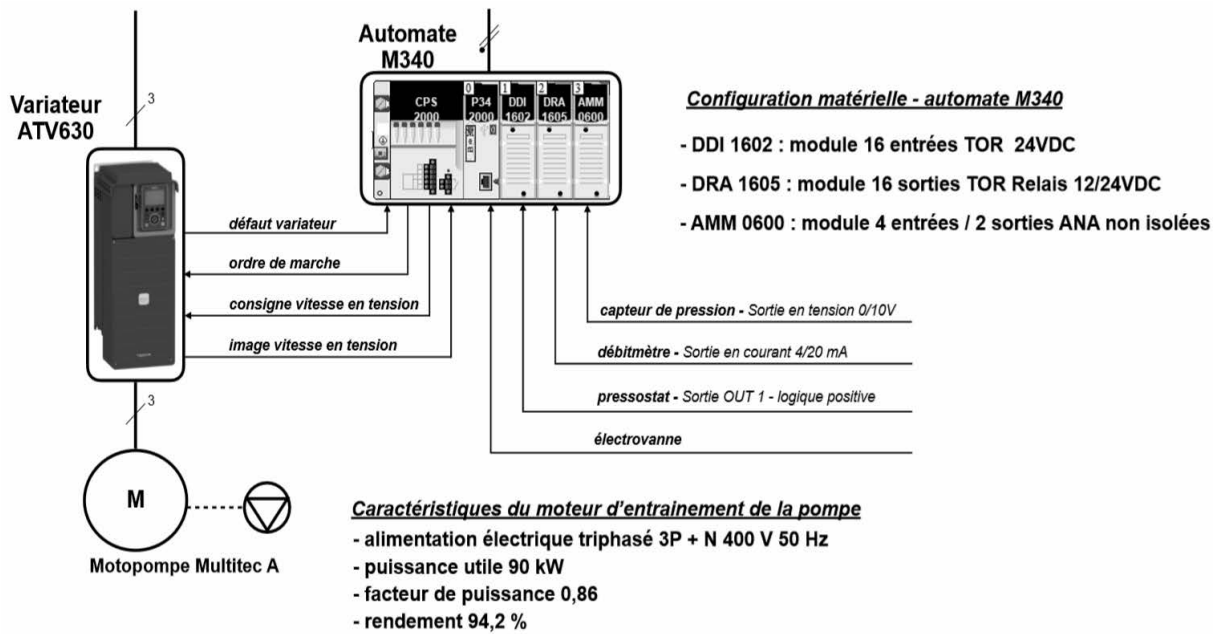 Variateur
ATV630
3
Automate
M340
CPS
2000
0
P34
2000
1
DDI
1602
2
DRA
1605
3
AMM
0600
défaut variateur
ordre de marche
consigne vitesse en tension
image vitesse en tension
Configuration matérielle - automate M340
- DDI 1602 : module 16 entrées TOR 24VDC
- DRA 1605 : module 16 sorties TOR Relais 12/24VDC
- AMM 0600 : module 4 entrées / 2 sorties ANA non isolées
capteur de pression - Sortie en tension 0/10V
débitmètre - Sortie en courant 4/20 mA
pressostat - Sortie OUT 1 - logique positive
électrovanne
3
M
Motopompe Multitec A
Caractéristiques du moteur d'entrainement de la pompe
- alimentation électrique triphasé 3P + N 400 V 50 Hz
- puissance utile 90 kW
- facteur de puissance 0,86
- rendement 94,2 %